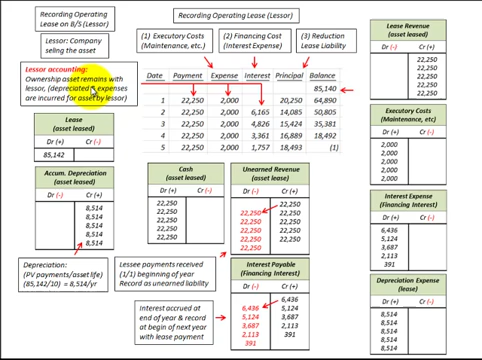 Recording Operating
Lease on B/S (Lessor)
Lessor: Company
selng the asset
Lessor accounting:
Ownership asset remains with
lessor, (depreciated & expenses
are incurred for asset by lessor)
Recording Operating Lease (Lessor)
(1) Executory Costs
(Maintenance, etc.)
(2) Financing Cost
(Interest Expense)
(3) Reduction
Lease Liability
Date Payment Expense Interest Principal Balance
85,140
1 22,250 2,000 20,250 64,890
2 22,250 2,000 6,165 14,085 50,805
3 22,250 2,000 4,826 15,424 35,381
4 22,250 2,000 3,361 16,889 18,492
5 22,250 2,000 1,757 18,493 (1)
Lease
(asset leased)
Dr (+) Cr (-)
85,142
Accum. Depreciation
(asset leased)
Dr (-) Cr (+)
8,514
8,514
8,514
8,514
8,514
Depreciation:
(PV payments/asset life)
(85,142/10) = 8,514/yr
Cash
(asset leased)
Dr (+) Cr (-)
22,250
22,250
22,250
22,250
22,250
Lessee payments received
(1/1) beginning of year
Record as unearned liability
Interest accrued at
end of year & record
at begin of next year
with lease payment
Unearned Revenue
(asset lease)
Dr (-) Cr (+)
22,250
22,250 22,250
22,250 22,250
22,250 22,250
22,250 22,250
22,250
Interest Payable
(Financing Interest)
Dr (-) Cr (+)
6,436
6,436 5,124
5,124 3,687
3,687 2,113
2,113 391
391
Lease Revenue
(asset leased)
Dr (-) Cr (+)
22,250
22,250
22,250
22,250
22,250
Executory Costs
(Maintenance, etc)
Dr (+) Cr (-)
2,000
2,000
2,000
2,000
2,000
Interest Expense
(Financing Interest)
Dr (+) Cr (-)
6,436
5,124
3,687
2,113
391
Depreciation Expense
(lease)
Dr (+) Cr (-)
8,514
8,514
8,514
8,514
8,514